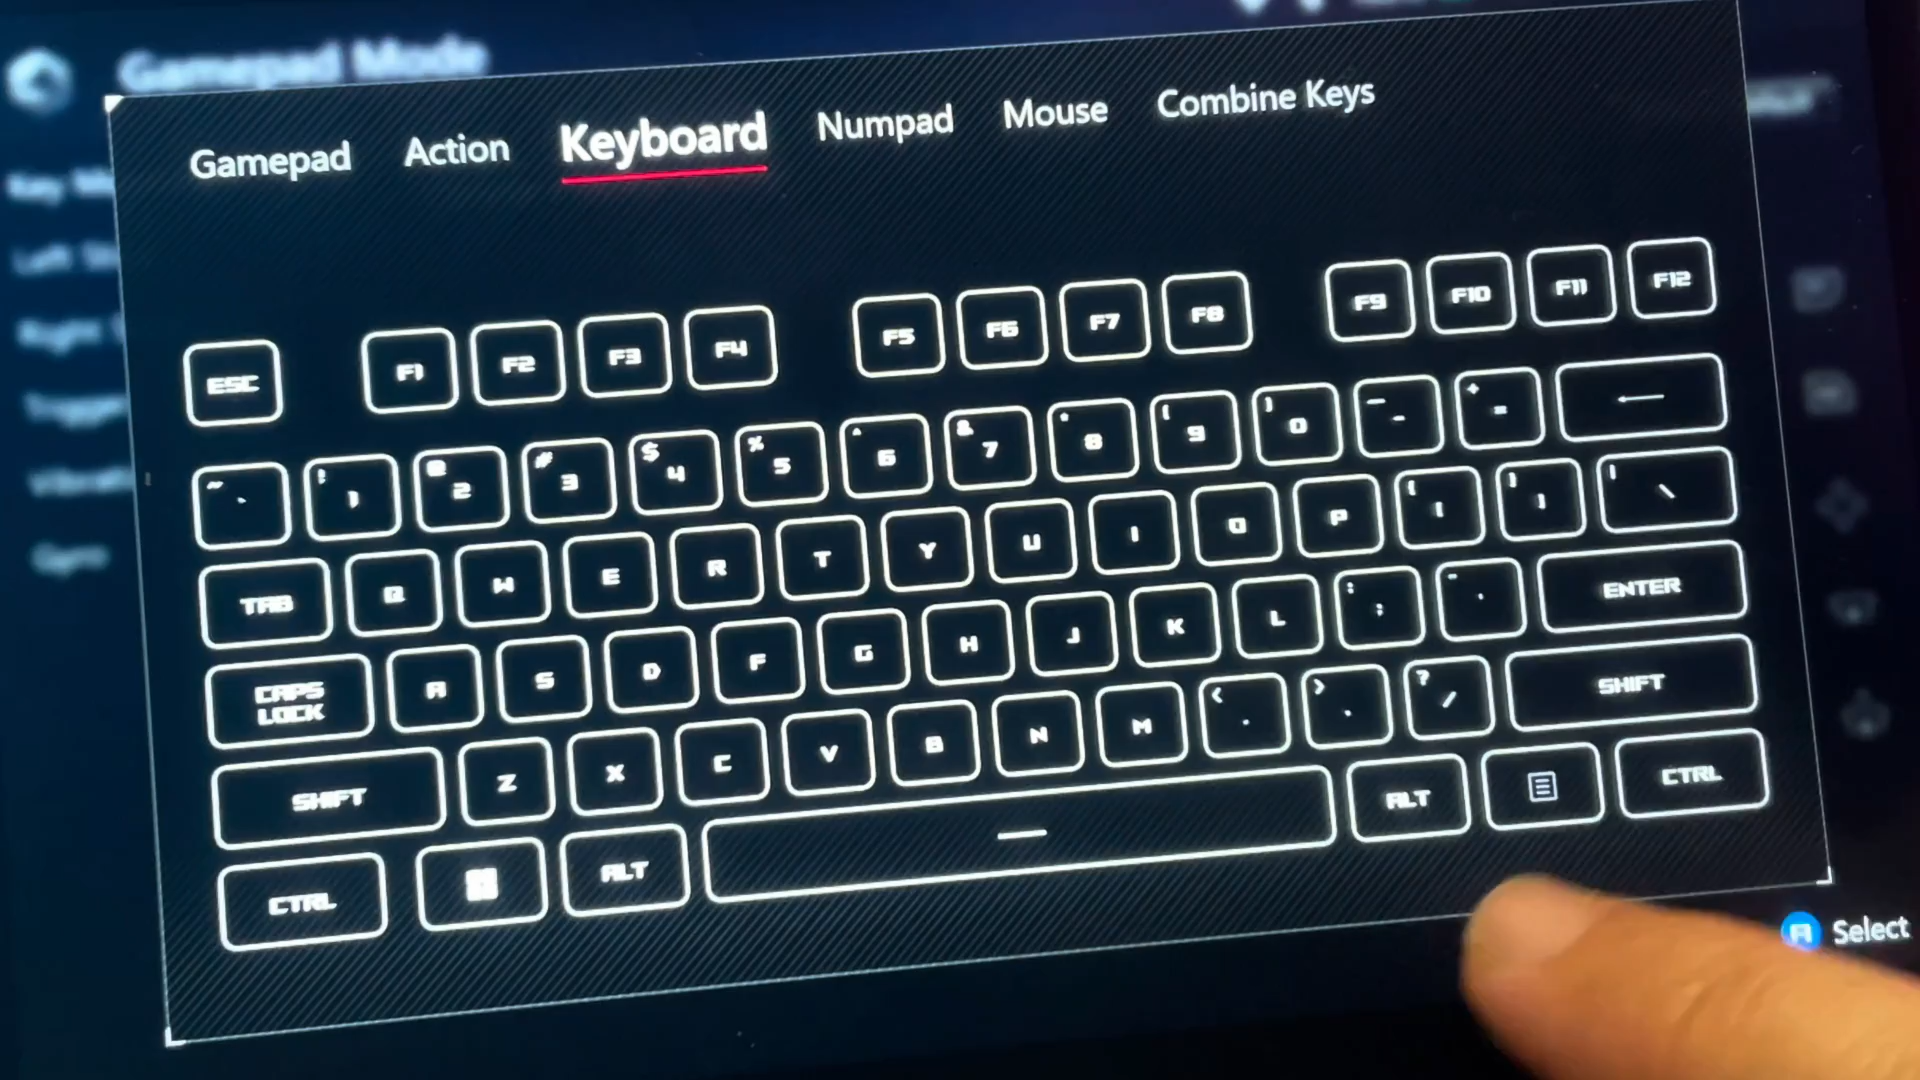 Gamepad Mode
Gamepad Action Keyboard Numpad Mouse Combine Keys
ESC F1 F2 F3 F4 F5 F6 F7 F8 F9 F10 F11 F12
~ ` ! 1 @ 2 # 3 $ 4 % 5 ^ 6 & 7 * 8 ( 9 ) 0 — - + = ←
TAB Q W E R T Y U I O P { [ } ] | \
CAPS LOCK A S D F G H J K L : ; " ' ENTER
SHIFT Z X C V B N M < , > . ? / SHIFT
CTRL ALT — ALT CTRL
A Select
Gyro